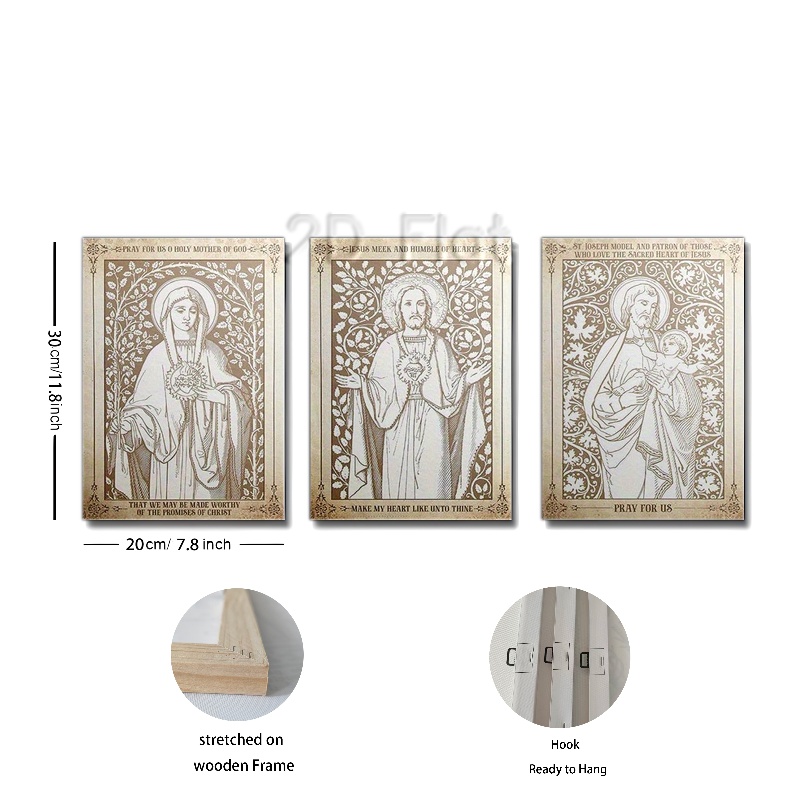 2D Flat
PRAY FOR US O HOLY MOTHER OF GOD
JESUS MEEK AND HUMBLE OF HEART
ST JOSEPH MODEL AND PATRON OF THOSE
WHO LOVE THE SACRED HEART OF JESUS
THAT WE MAY BE MADE WORTHY
OF THE PROMISES OF CHRIST
MAKE MY HEART LIKE UNTO THINE
PRAY FOR US
30cm/11.8inch
20cm/ 7.8 inch
stretched on
wooden Frame
Hook
Ready to Hang